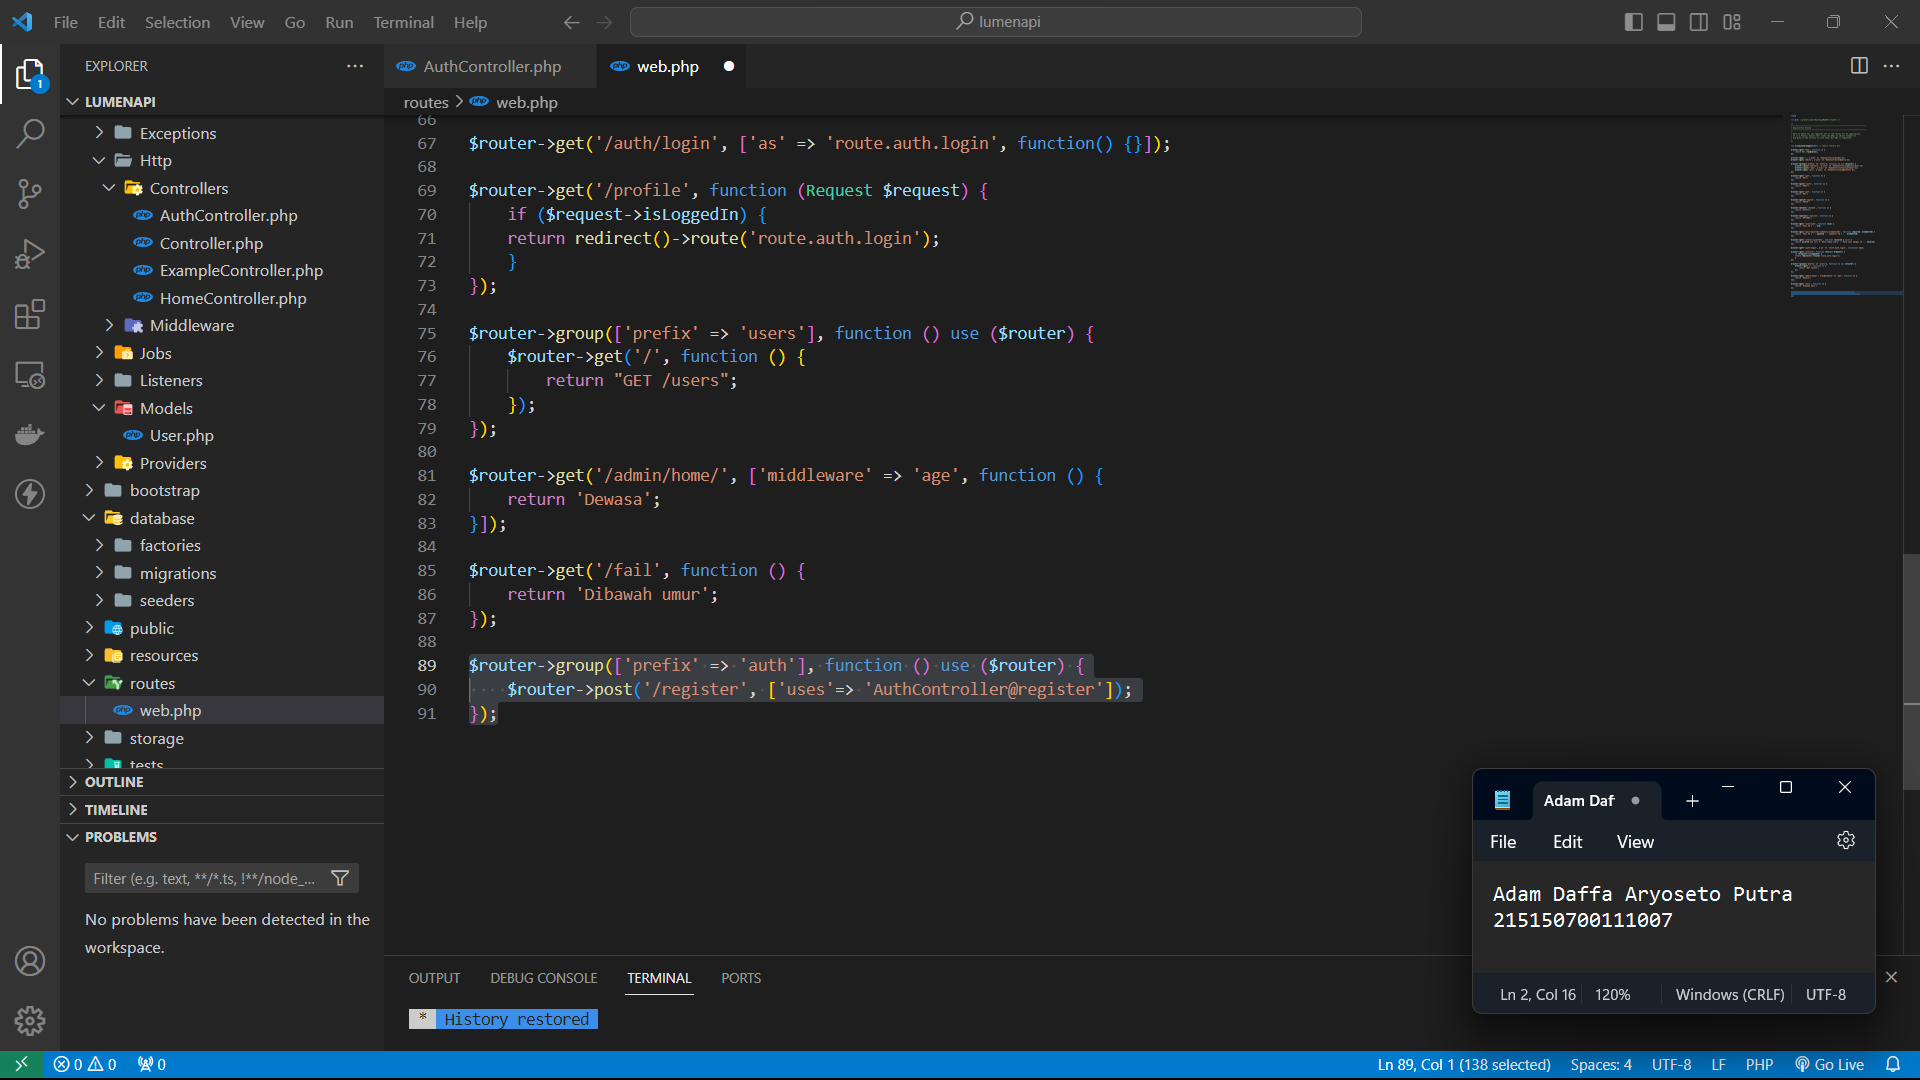 File Edit Selection View Go Run Terminal Help
lumenapi
EXPLORER
LUMENAPI
Exceptions
Http
Controllers
AuthController.php
Controller.php
ExampleController.php
HomeController.php
Middleware
Jobs
Listeners
Models
User.php
Providers
bootstrap
database
factories
migrations
seeders
public
resources
routes
web.php
storage
tests
OUTLINE
TIMELINE
PROBLEMS
Filter (e.g. text, **/*.ts, !**/node_...
No problems have been detected in the
workspace.
AuthController.php web.php
routes > web.php
66
67 $router->get('/auth/login', ['as' => 'route.auth.login', function() {}]);
68
69 $router->get('/profile', function (Request $request) {
70 if ($request->isLoggedIn) {
71 return redirect()->route('route.auth.login');
72 }
73 });
74
75 $router->group(['prefix' => 'users'], function () use ($router) {
76 $router->get('/', function () {
77 return "GET /users";
78 });
79 });
80
81 $router->get('/admin/home/', ['middleware' => 'age', function () {
82 return 'Dewasa';
83 }]);
84
85 $router->get('/fail', function () {
86 return 'Dibawah umur';
87 });
88
89 $router->group(['prefix' => 'auth'], function () use ($router) {
90 $router->post('/register', ['uses'=> 'AuthController@register']);
91 });
OUTPUT DEBUG CONSOLE TERMINAL PORTS
* History restored
Adam Daf
File Edit View
Adam Daffa Aryoseto Putra
215150700111007
Ln 2, Col 16 120% Windows (CRLF) UTF-8
0 0 0 Ln 89, Col 1 (138 selected) Spaces: 4 UTF-8 LF PHP Go Live